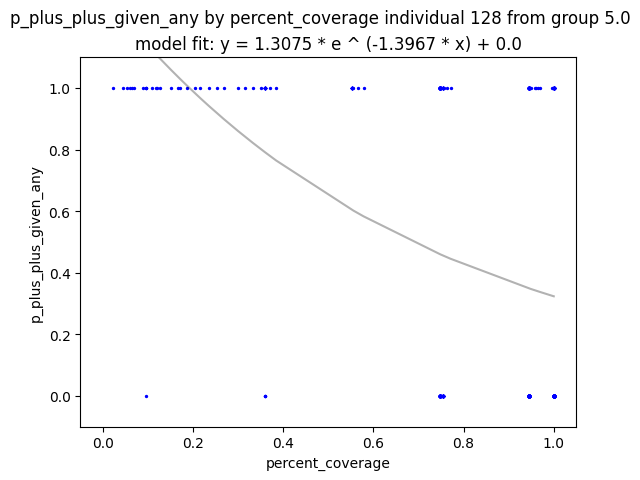 p_plus_plus_given_any by percent_coverage individual 128 from group 5.0
model fit: y = 1.3075 * e ^ (-1.3967 * x) + 0.0
1.0
0.8
0.6
0.4
0.2
0.0
p_plus_plus_given_any
0.0 0.2 0.4 0.6 0.8 1.0
percent_coverage